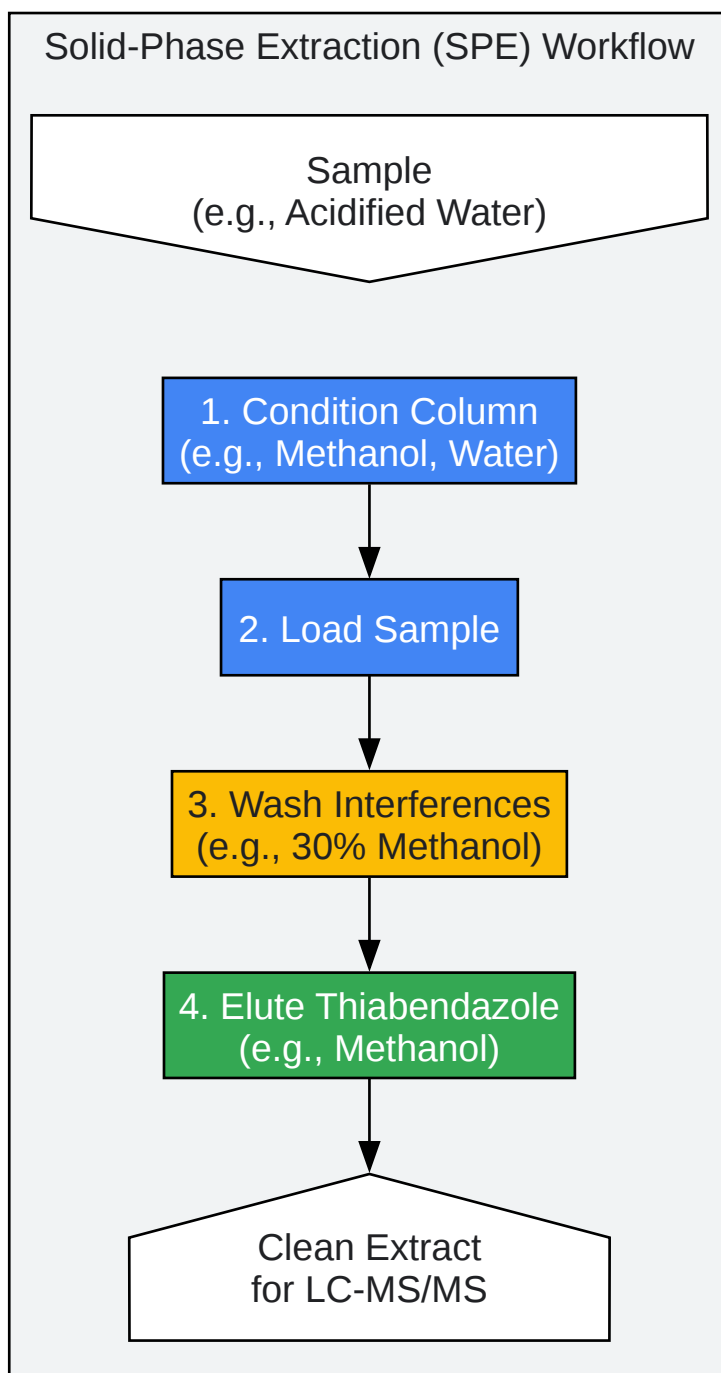 Solid-Phase Extraction (SPE) Workflow
Sample
(e.g., Acidified Water)
1. Condition Column
(e.g., Methanol, Water)
2. Load Sample
3. Wash Interferences
(e.g., 30% Methanol)
4. Elute Thiabendazole
(e.g., Methanol)
Clean Extract
for LC-MS/MS